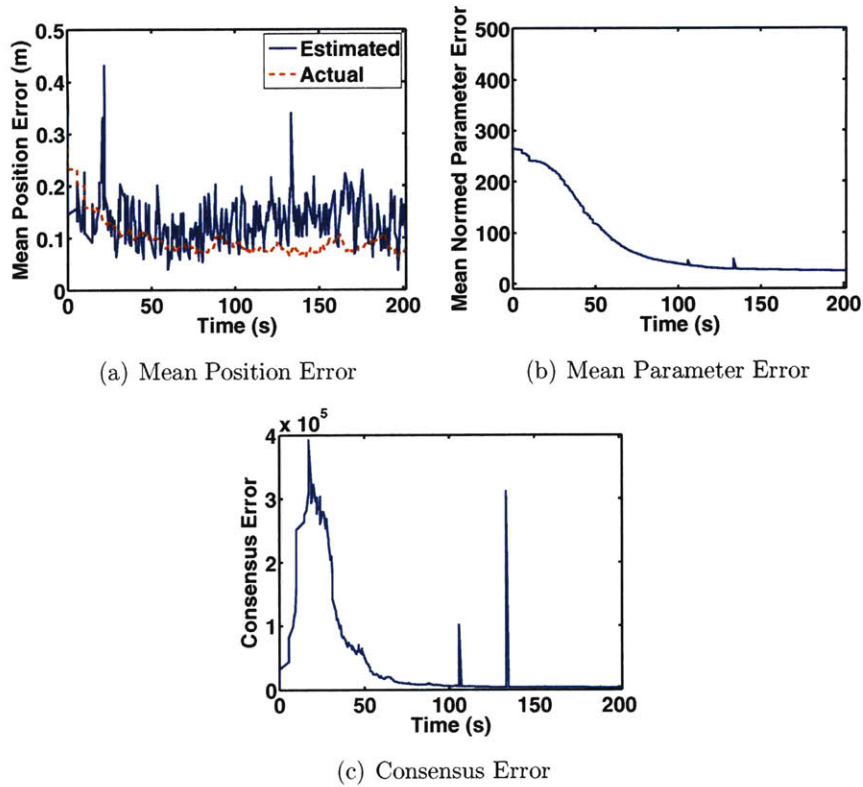 Mean Position Error (m)
0.5
0.4
0.3
0.2
0.1
0
Estimated
Actual
0 50 100 150 200
Time (s)
(a) Mean Position Error
Mean Normed Parameter Error
500
400
300
200
100
0
0 50 100 150 200
Time (s)
(b) Mean Parameter Error
x 10^5
Consensus Error
4
3
2
1
0
0 50 100 150 200
Time (s)
(c) Consensus Error